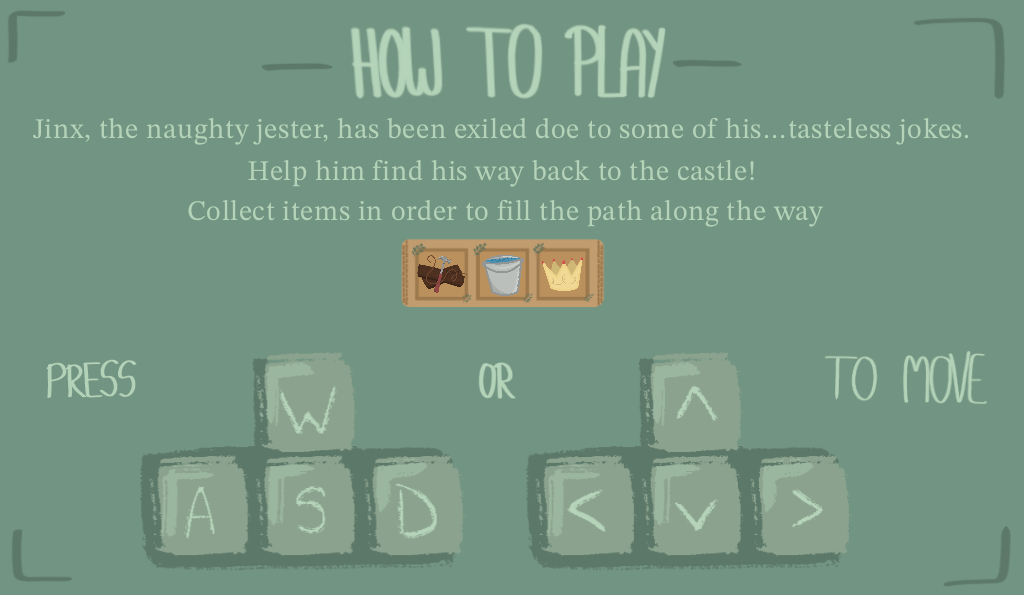 HOW TO PLAY
Jinx, the naughty jester, has been exiled doe to some of his...tasteless jokes.
Help him find his way back to the castle!
Collect items in order to fill the path along the way
PRESS W OR ^ TO MOVE
A S D < v >